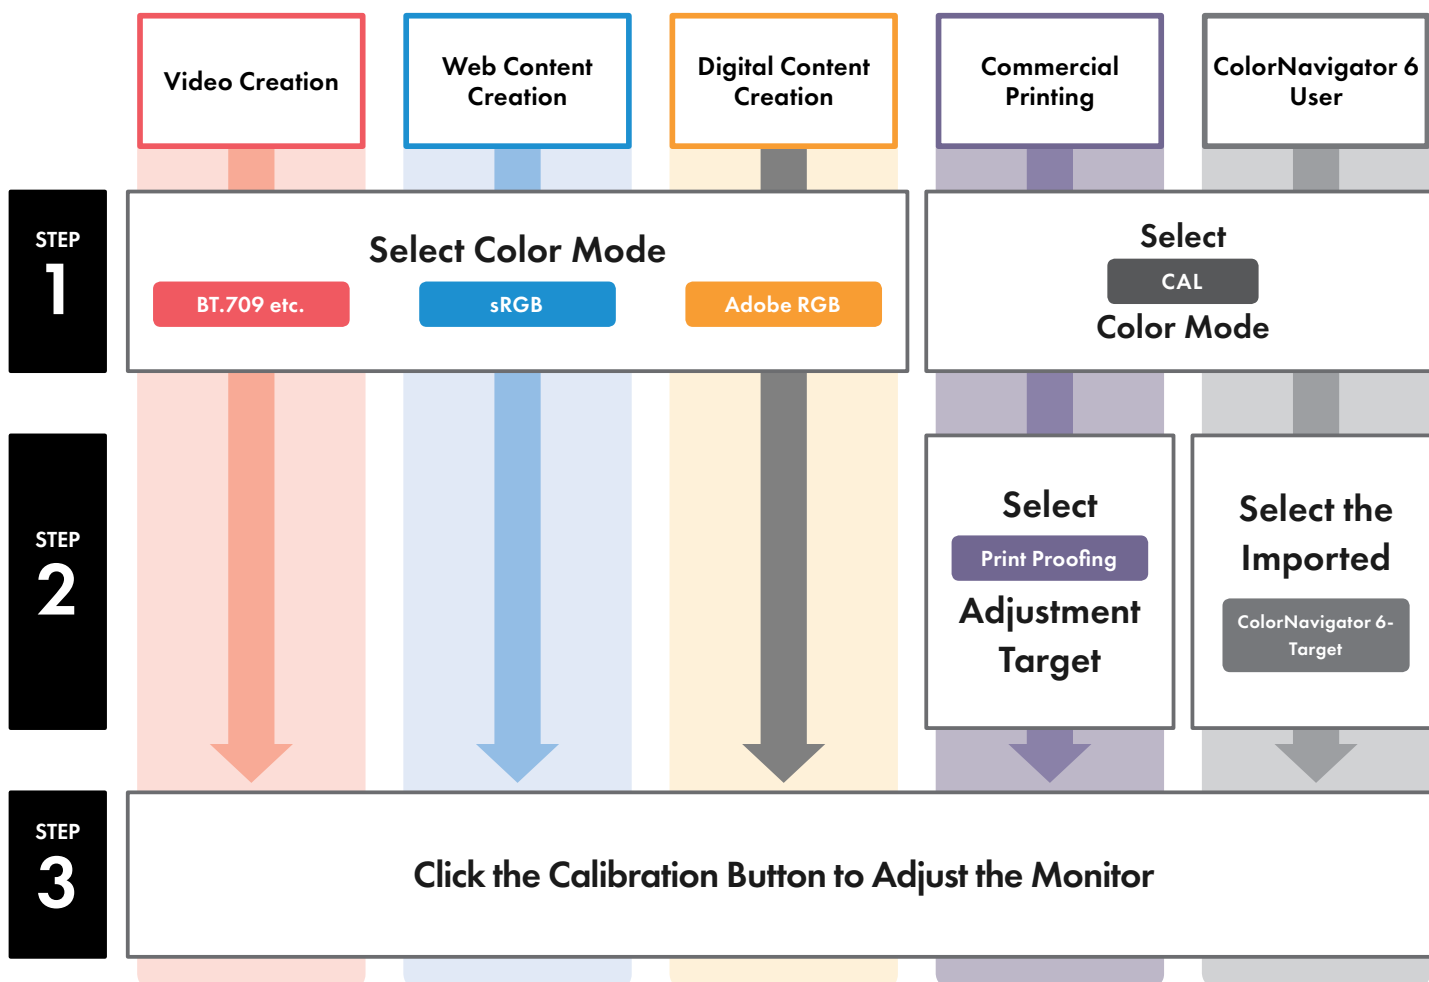 Video Creation
Web Content
Creation
Digital Content
Creation
Commercial
Printing
ColorNavigator 6
User
STEP
1
Select Color Mode
BT.709 etc.
sRGB
Adobe RGB
Select
CAL
Color Mode
STEP
2
Select
Print Proofing
Adjustment
Target
Select the
Imported
ColorNavigator 6-
Target
STEP
3
Click the Calibration Button to Adjust the Monitor